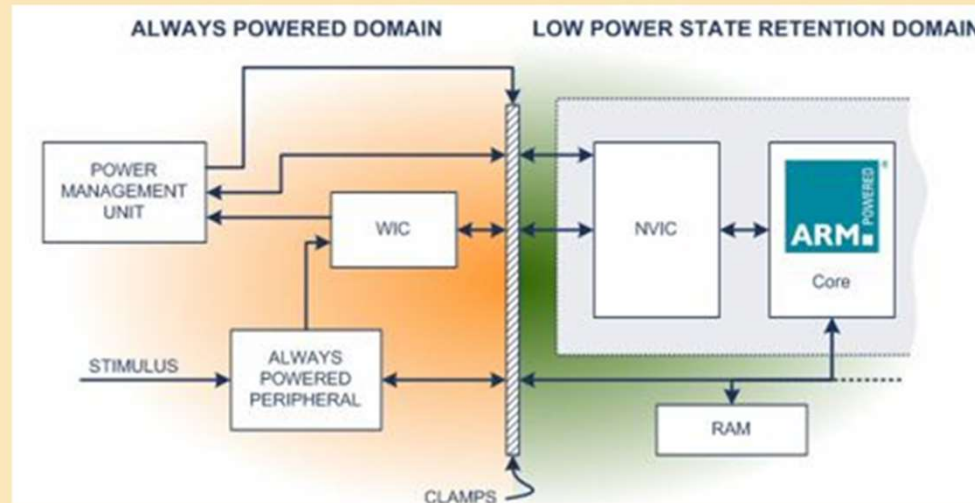 ALWAYS POWERED DOMAIN
LOW POWER STATE RETENTION DOMAIN
POWER
MANAGEMENT
UNIT
WIC
NVIC
ARM
POWERED
®
Core
STIMULUS
ALWAYS
POWERED
PERIPHERAL
RAM
CLAMPS